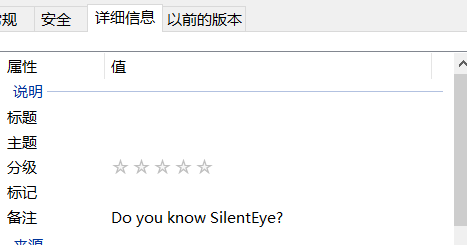 常规 安全 详细信息 以前的版本
属性 值
说明
标题
主题
分级
标记
备注 Do you know SilentEye?
来源